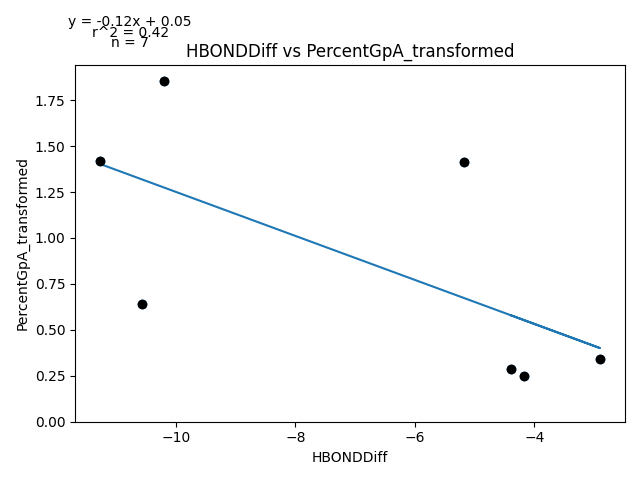 y = -0.12x + 0.05
r^2 = 0.42
n = 7
HBONDDiff vs PercentGpA_transformed
PercentGpA_transformed
1.75
1.50
1.25
1.00
0.75
0.50
0.25
0.00
−10
−8
−6
−4
HBONDDiff